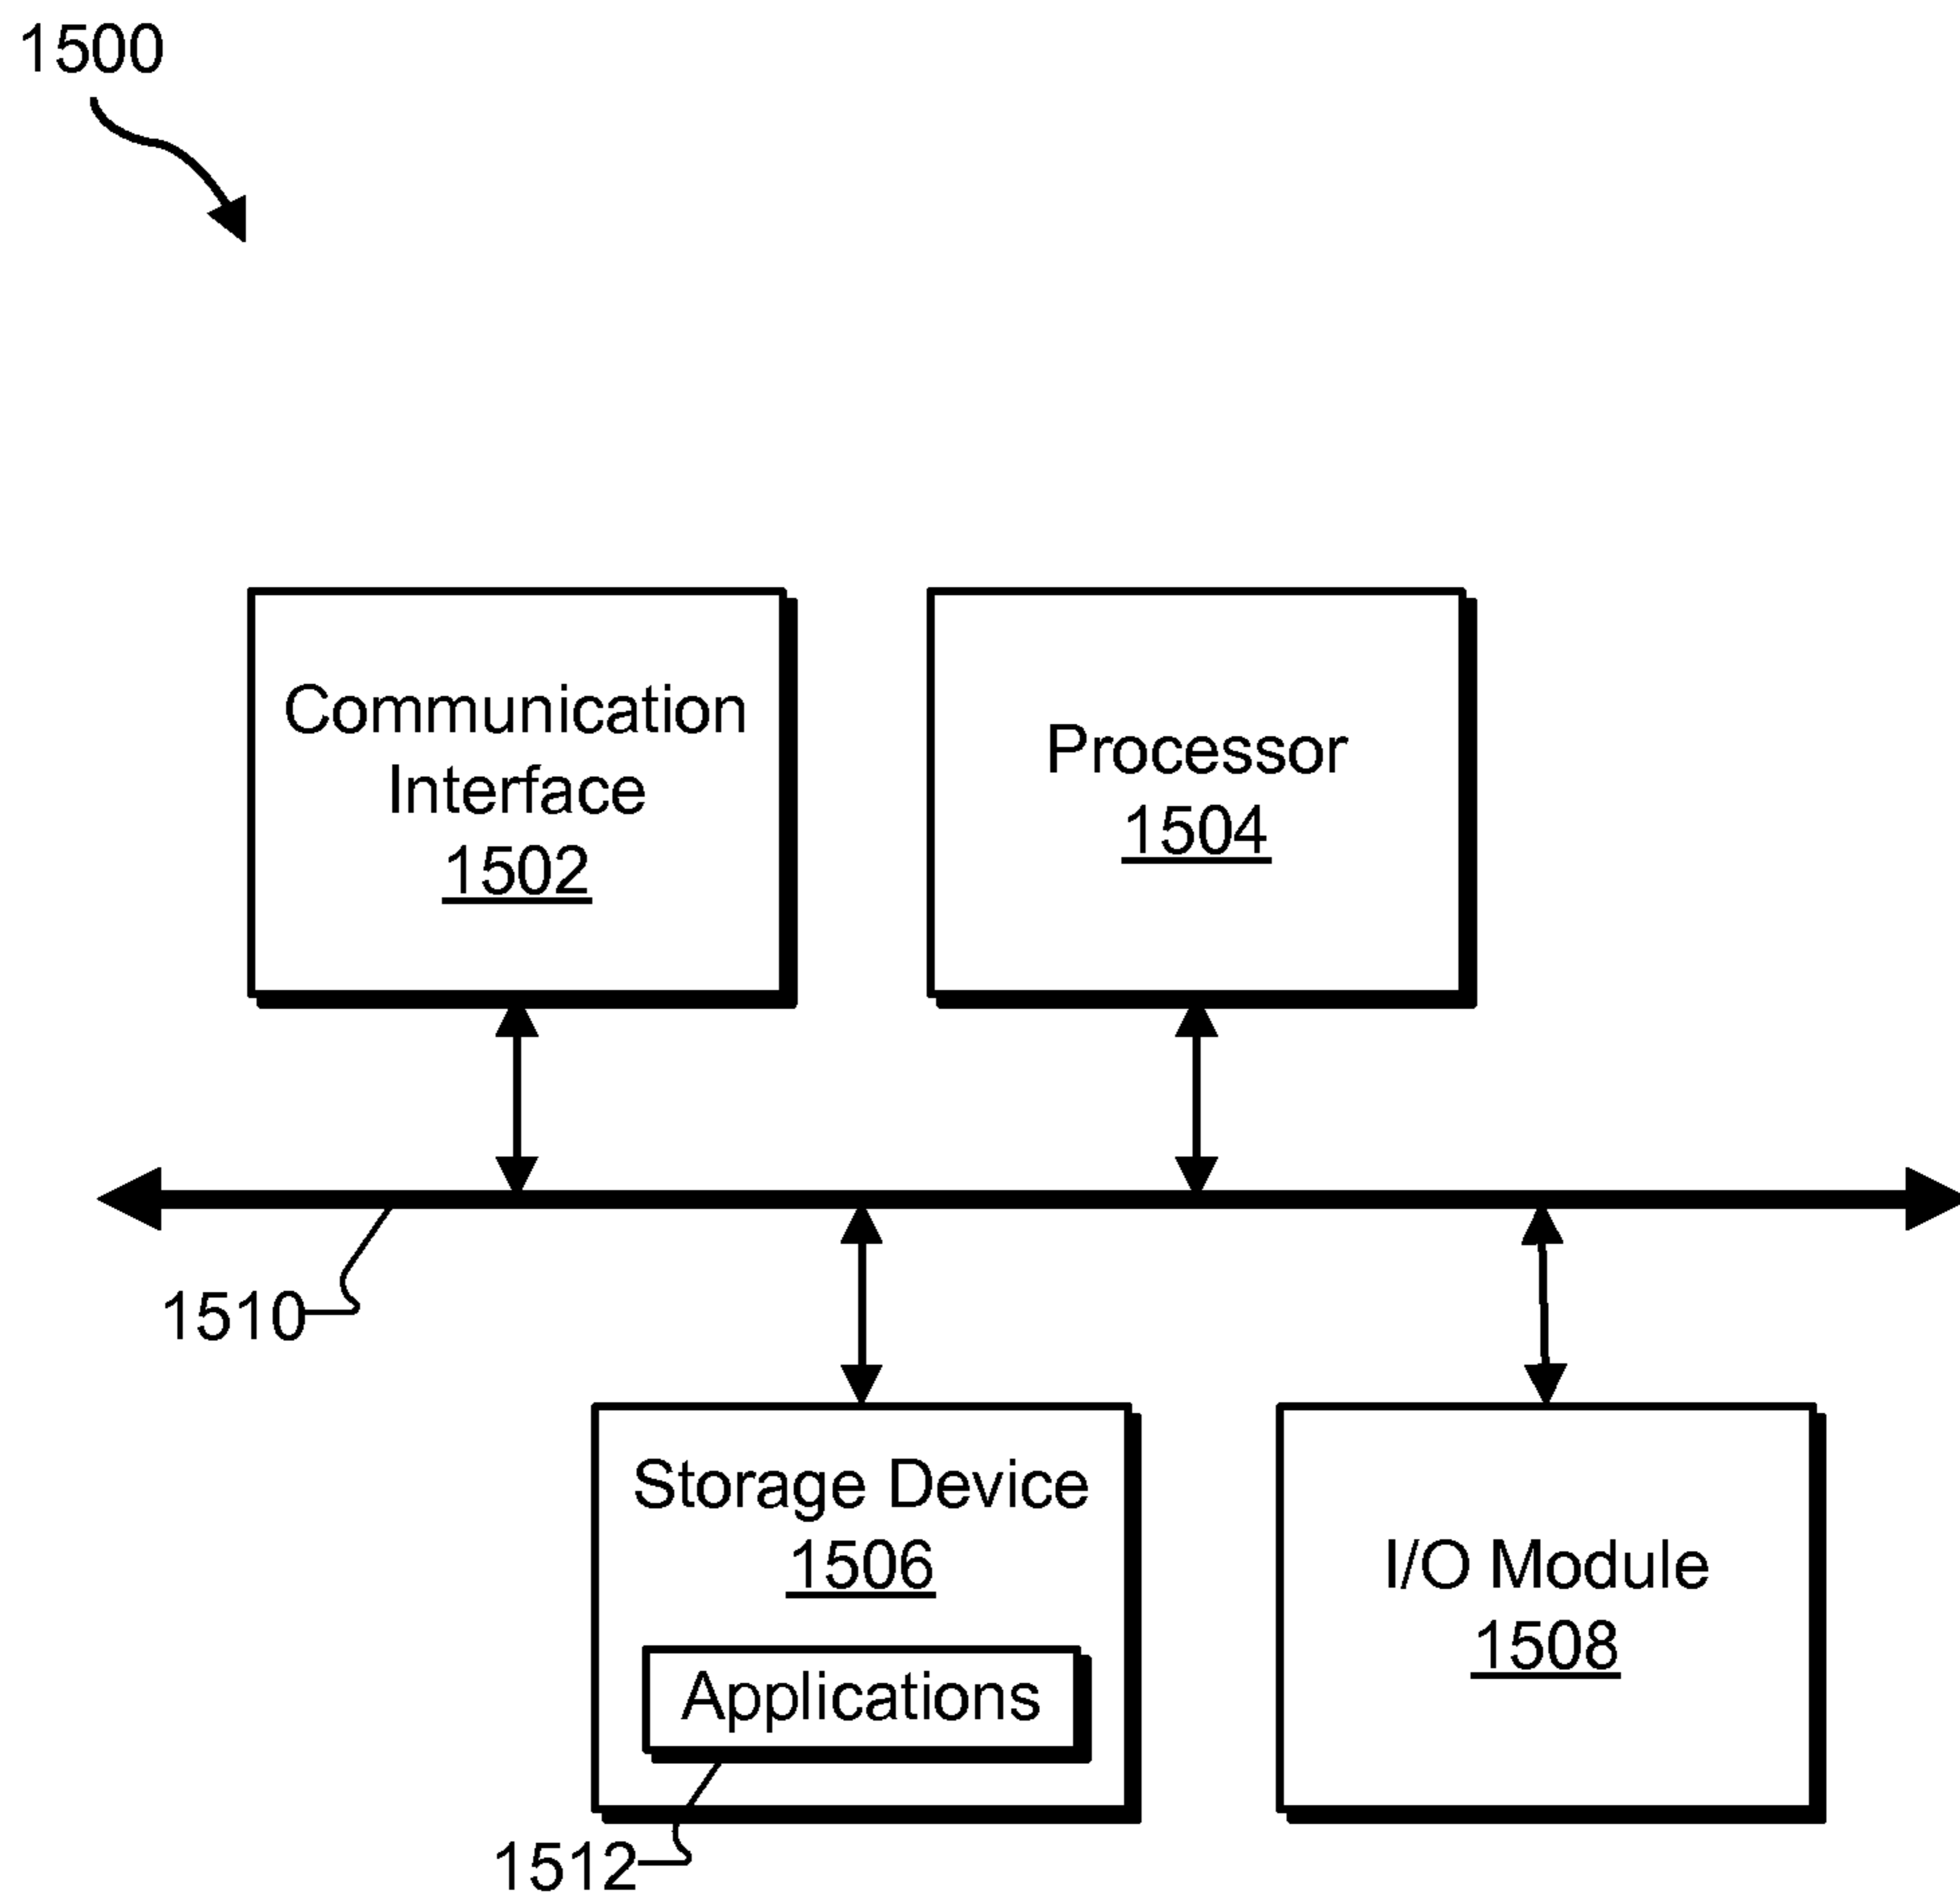 1500
Communication
Interface
1502
Processor
1504
1510
Storage Device
1506
Applications
1512
I/O Module
1508